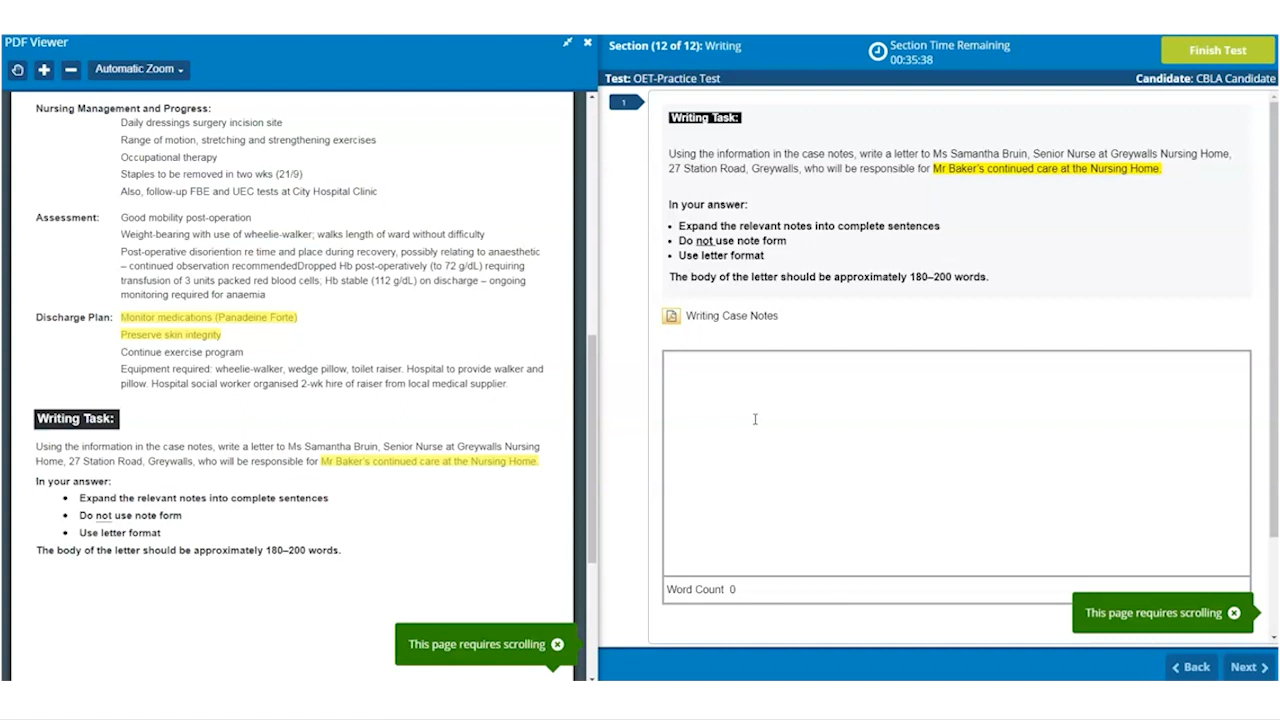 PDF Viewer
Automatic Zoom
Nursing Management and Progress:
Daily dressings surgery incision site
Range of motion, stretching and strengthening exercises
Occupational therapy
Staples to be removed in two wks (21/9)
Also, follow-up FBE and UEC tests at City Hospital Clinic
Assessment: Good mobility post-operation
Weight-bearing with use of wheelie-walker; walks length of ward without difficulty
Post-operative disoriention re time and place during recovery, possibly relating to anaesthetic
– continued observation recommendedDropped Hb post-operatively (to 72 g/dL) requiring
transfusion of 3 units packed red blood cells, Hb stable (112 g/dL) on discharge – ongoing
monitoring required for anaemia
Discharge Plan: Monitor medications (Panadeine Forte)
Preserve skin integrity
Continue exercise program
Equipment required: wheelie-walker, wedge pillow, toilet raiser. Hospital to provide walker and
pillow. Hospital social worker organised 2-wk hire of raiser from local medical supplier.
Writing Task:
Using the information in the case notes, write a letter to Ms Samantha Bruin, Senior Nurse at Greywalls Nursing
Home, 27 Station Road, Greywalls, who will be responsible for Mr Baker's continued care at the Nursing Home.
In your answer:
• Expand the relevant notes into complete sentences
• Do not use note form
• Use letter format
The body of the letter should be approximately 180–200 words.
This page requires scrolling
Section (12 of 12): Writing
Section Time Remaining
00:35:38
Finish Test
Test: OET-Practice Test
Candidate: CBLA Candidate
1
Writing Task:
Using the information in the case notes, write a letter to Ms Samantha Bruin, Senior Nurse at Greywalls Nursing Home,
27 Station Road, Greywalls, who will be responsible for Mr Baker's continued care at the Nursing Home.
In your answer:
• Expand the relevant notes into complete sentences
• Do not use note form
• Use letter format
The body of the letter should be approximately 180–200 words.
Writing Case Notes
Word Count 0
This page requires scrolling
Back
Next